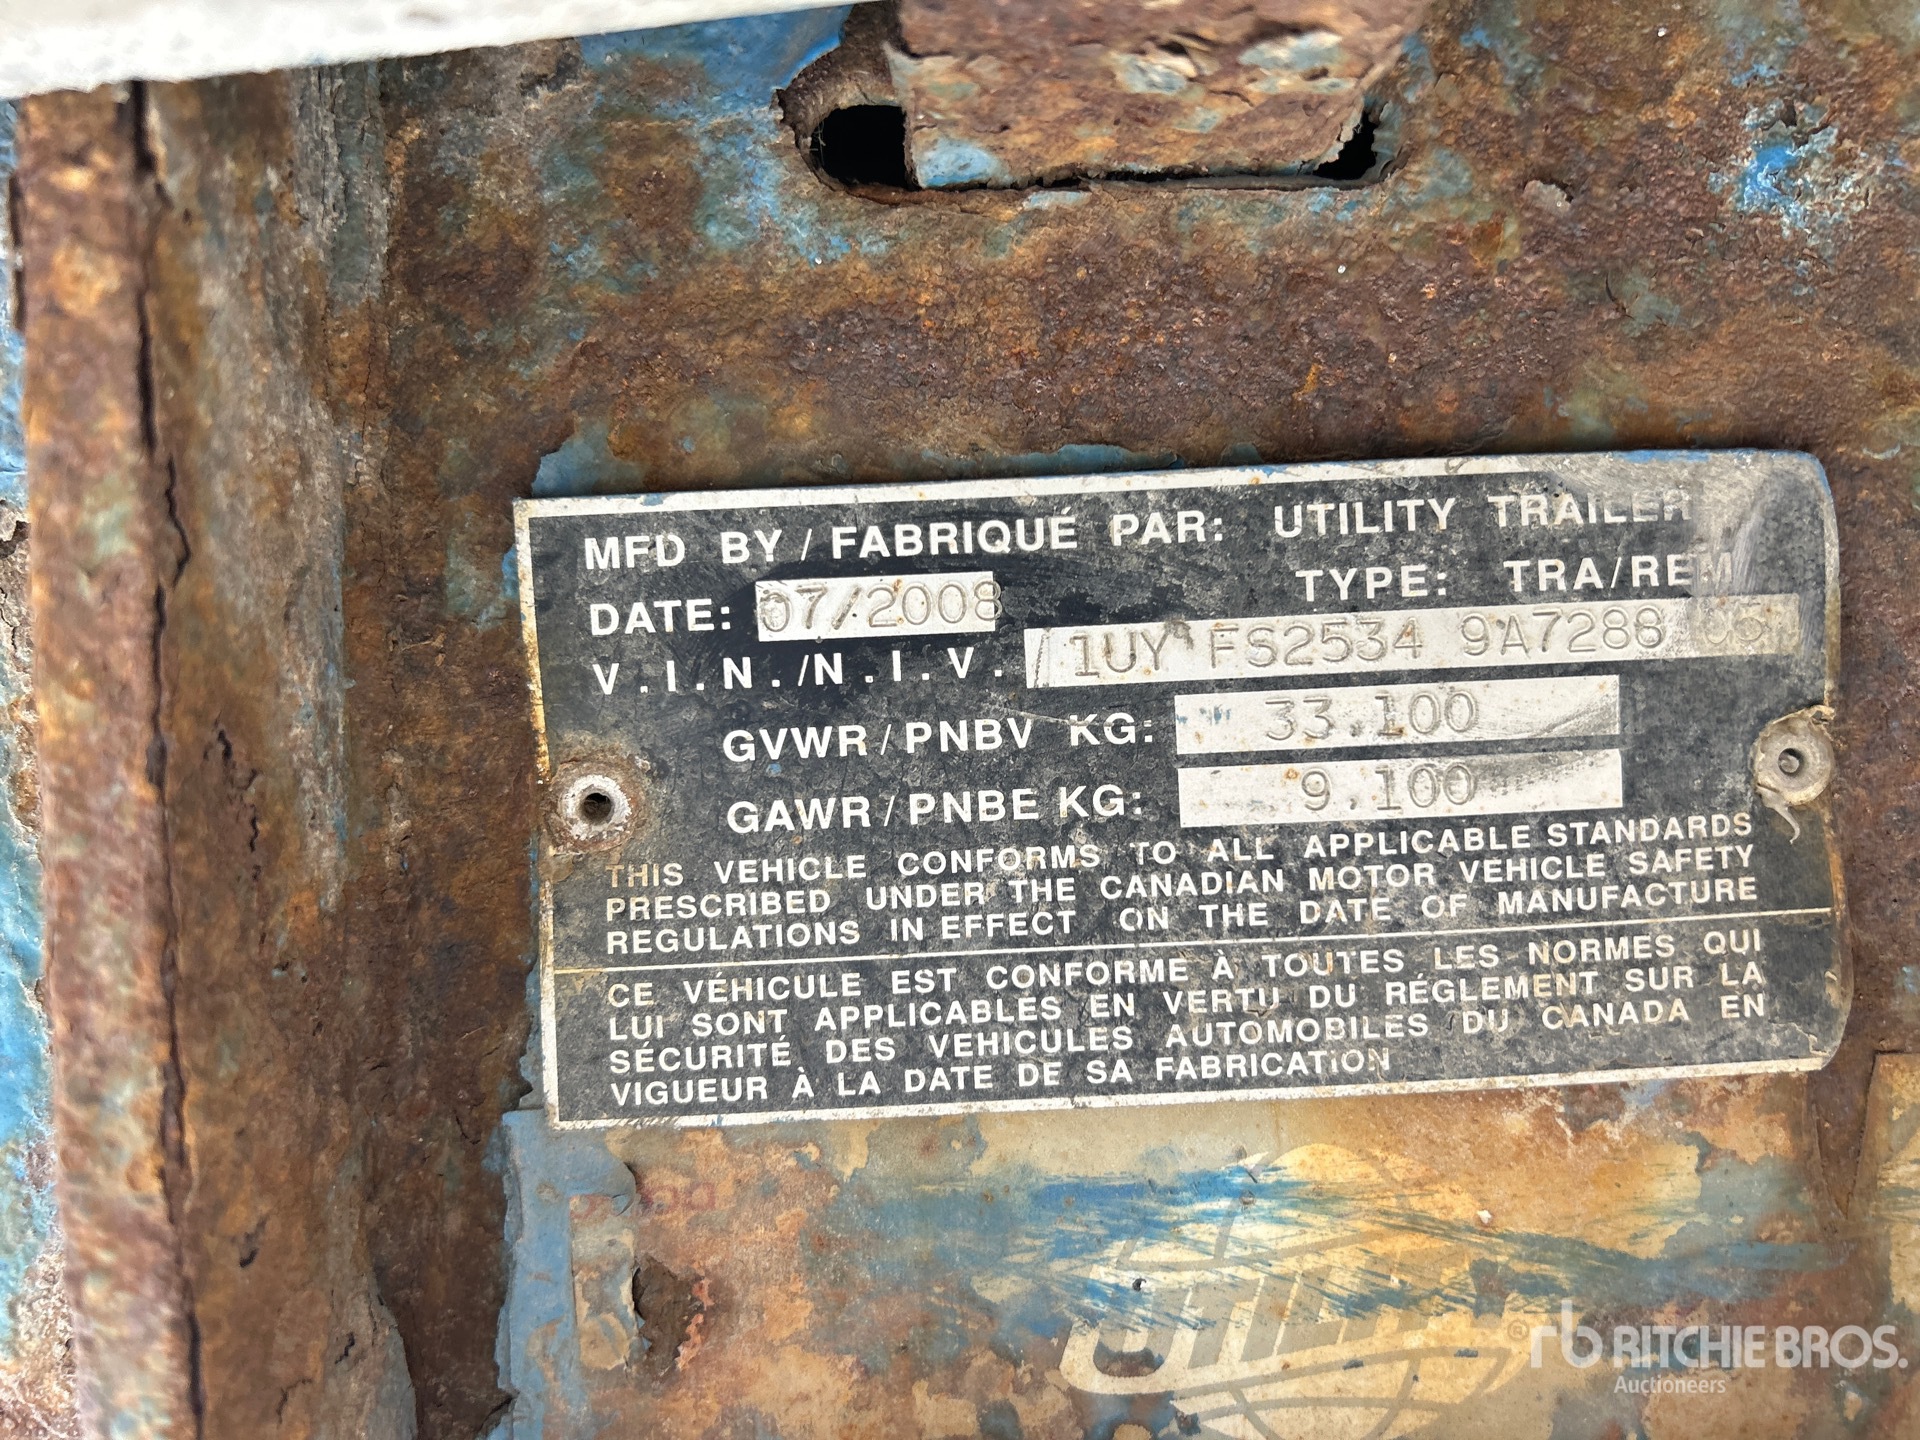 MFD BY / FABRIQUÉ PAR: UTILITY TRAILER
DATE: 07/2008 TYPE: TRA/REM
V.I.N./N.I.V. 1UY FS2534 9A7288
GVWR/PNBV KG: 33.100
GAWR/PNBE KG: 9.100
THIS VEHICLE CONFORMS TO ALL APPLICABLE STANDARDS
PRESCRIBED UNDER THE CANADIAN MOTOR VEHICLE SAFETY
REGULATIONS IN EFFECT ON THE DATE OF MANUFACTURE
CE VÉHICULE EST CONFORME À TOUTES LES NORMES QUI
LUI SONT APPLICABLES EN VERTU DU RÉGLEMENT SUR LA
SÉCURITÉ DES VEHICULES AUTOMOBILES DU CANADA EN
VIGUEUR À LA DATE DE SA FABRICATION
UTILITY
rb RITCHIE BROS.
Auctioneers